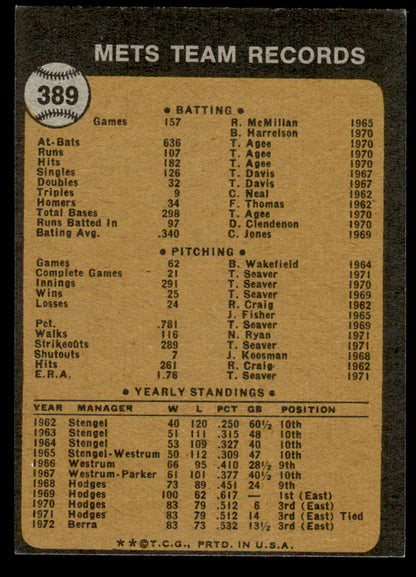 METS TEAM RECORDS
389
• BATTING •
Games 157 R. McMillan 1965
B. Harrelson 1970
At-Bats 636 T. Agee 1970
Runs 107 T. Agee 1970
Hits 182 T. Agee 1970
Singles 126 T. Davis 1967
Doubles 32 T. Davis 1967
Triples 9 C. Neal 1962
Homers 34 F. Thomas 1962
Total Bases 298 T. Agee 1970
Runs Batted In 97 D. Clendenon 1970
Bating Avg. .340 C. Jones 1969
• PITCHING •
Games 62 B. Wakefield 1964
Complete Games 21 T. Seaver 1971
Innings 291 T. Seaver 1970
Wins 25 T. Seaver 1969
Losses 24 R. Craig 1962
J. Fisher 1965
Pct. .781 T. Seaver 1969
Walks 116 N. Ryan 1971
Strikeouts 289 T. Seaver 1971
Shutouts 7 J. Koosman 1968
Hits 261 R. Craig 1962
E.R.A. 1.76 T. Seaver 1971
• YEARLY STANDINGS •
YEAR MANAGER W L PCT GB POSITION
1962 Stengel 40 120 .250 60½ 10th
1963 Stengel 51 111 .315 48 10th
1964 Stengel 53 109 .327 40 10th
1965 Stengel-Westrum 50 112 .309 47 10th
1966 Westrum 66 95 .410 28½ 9th
1967 Westrum-Parker 61 101 .377 40½ 10th
1968 Hodges 73 89 .451 24 9th
1969 Hodges 100 62 .617 — 1st (East)
1970 Hodges 83 79 .512 6 3rd (East)
1971 Hodges 83 79 .512 14 3rd (East) Tied
1972 Berra 83 73 .532 13½ 3rd (East)
**©T.C.G., PRTD. IN U.S.A.